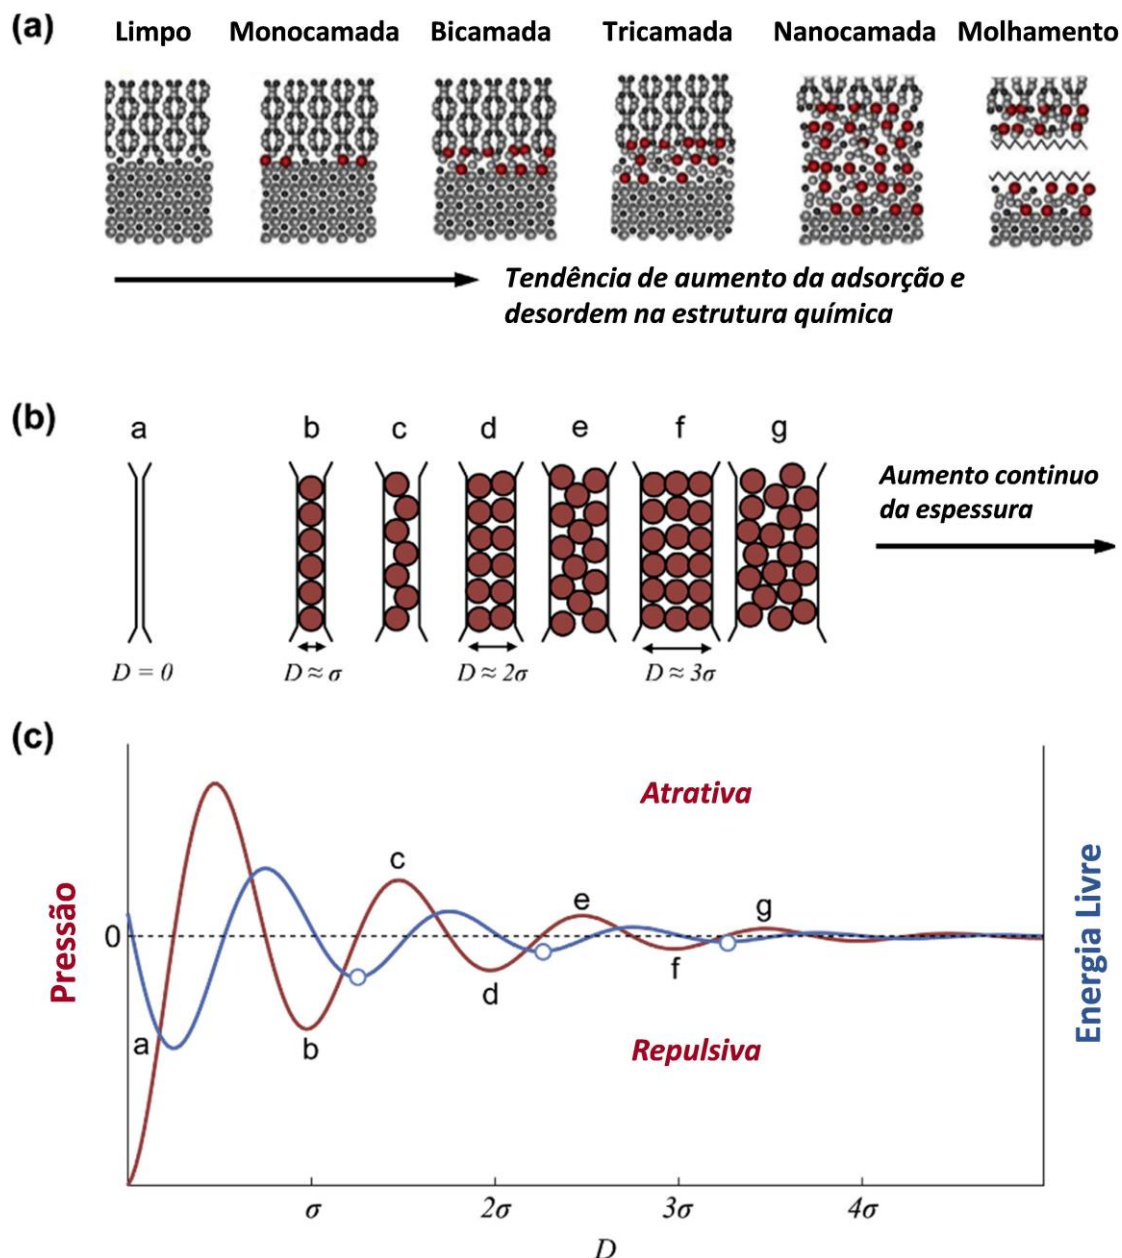 (a)
Limpo Monocamada Bicamada Tricamada Nanocamada Molhamento
Tendência de aumento da adsorção e
desordem na estrutura química
(b)
a b c d e f g
Aumento continuo
da espessura
D = 0 D ≈ σ D ≈ 2σ D ≈ 3σ
(c)
Atrativa
c
e
g
0
f
d
a
b
Repulsiva
Pressão
Energia Livre
σ 2σ 3σ 4σ
D